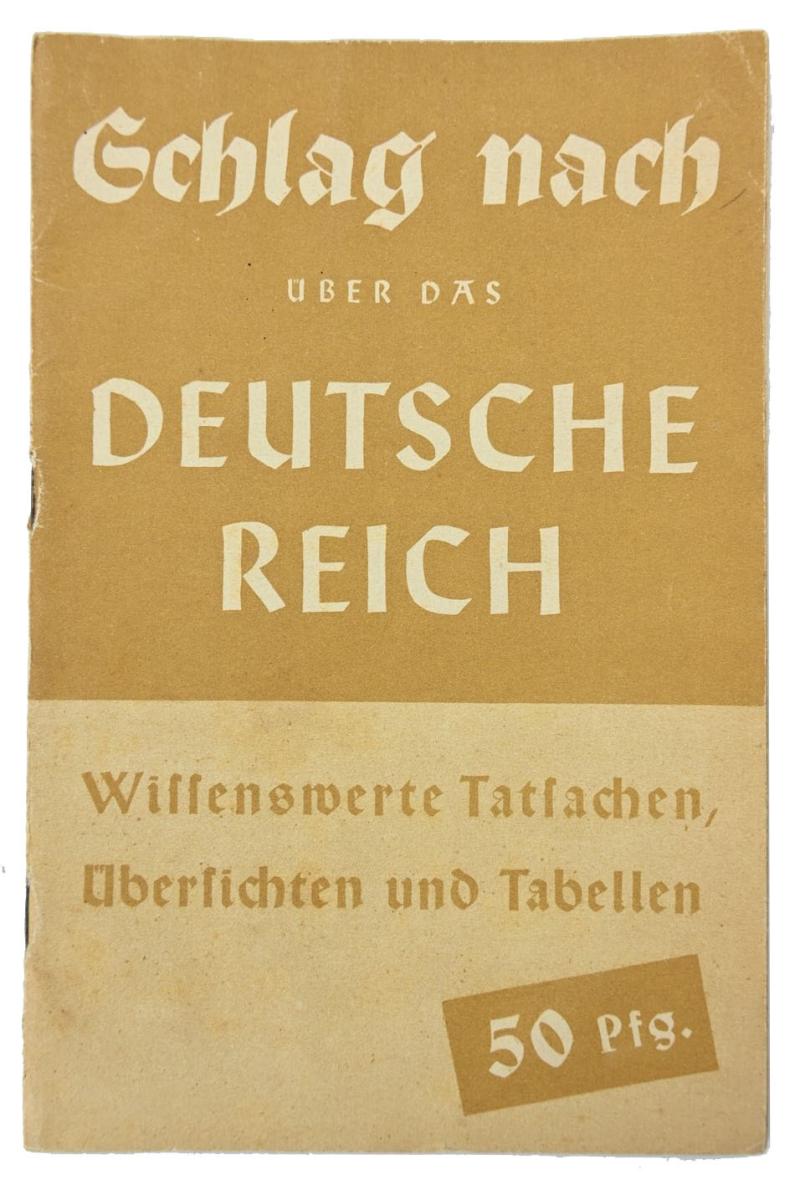 Schlag nach
ÜBER DAS
DEUTSCHE
REICH
Wiſſenswerte Tatſachen,
Überſichten und Tabellen
50 Pfg.